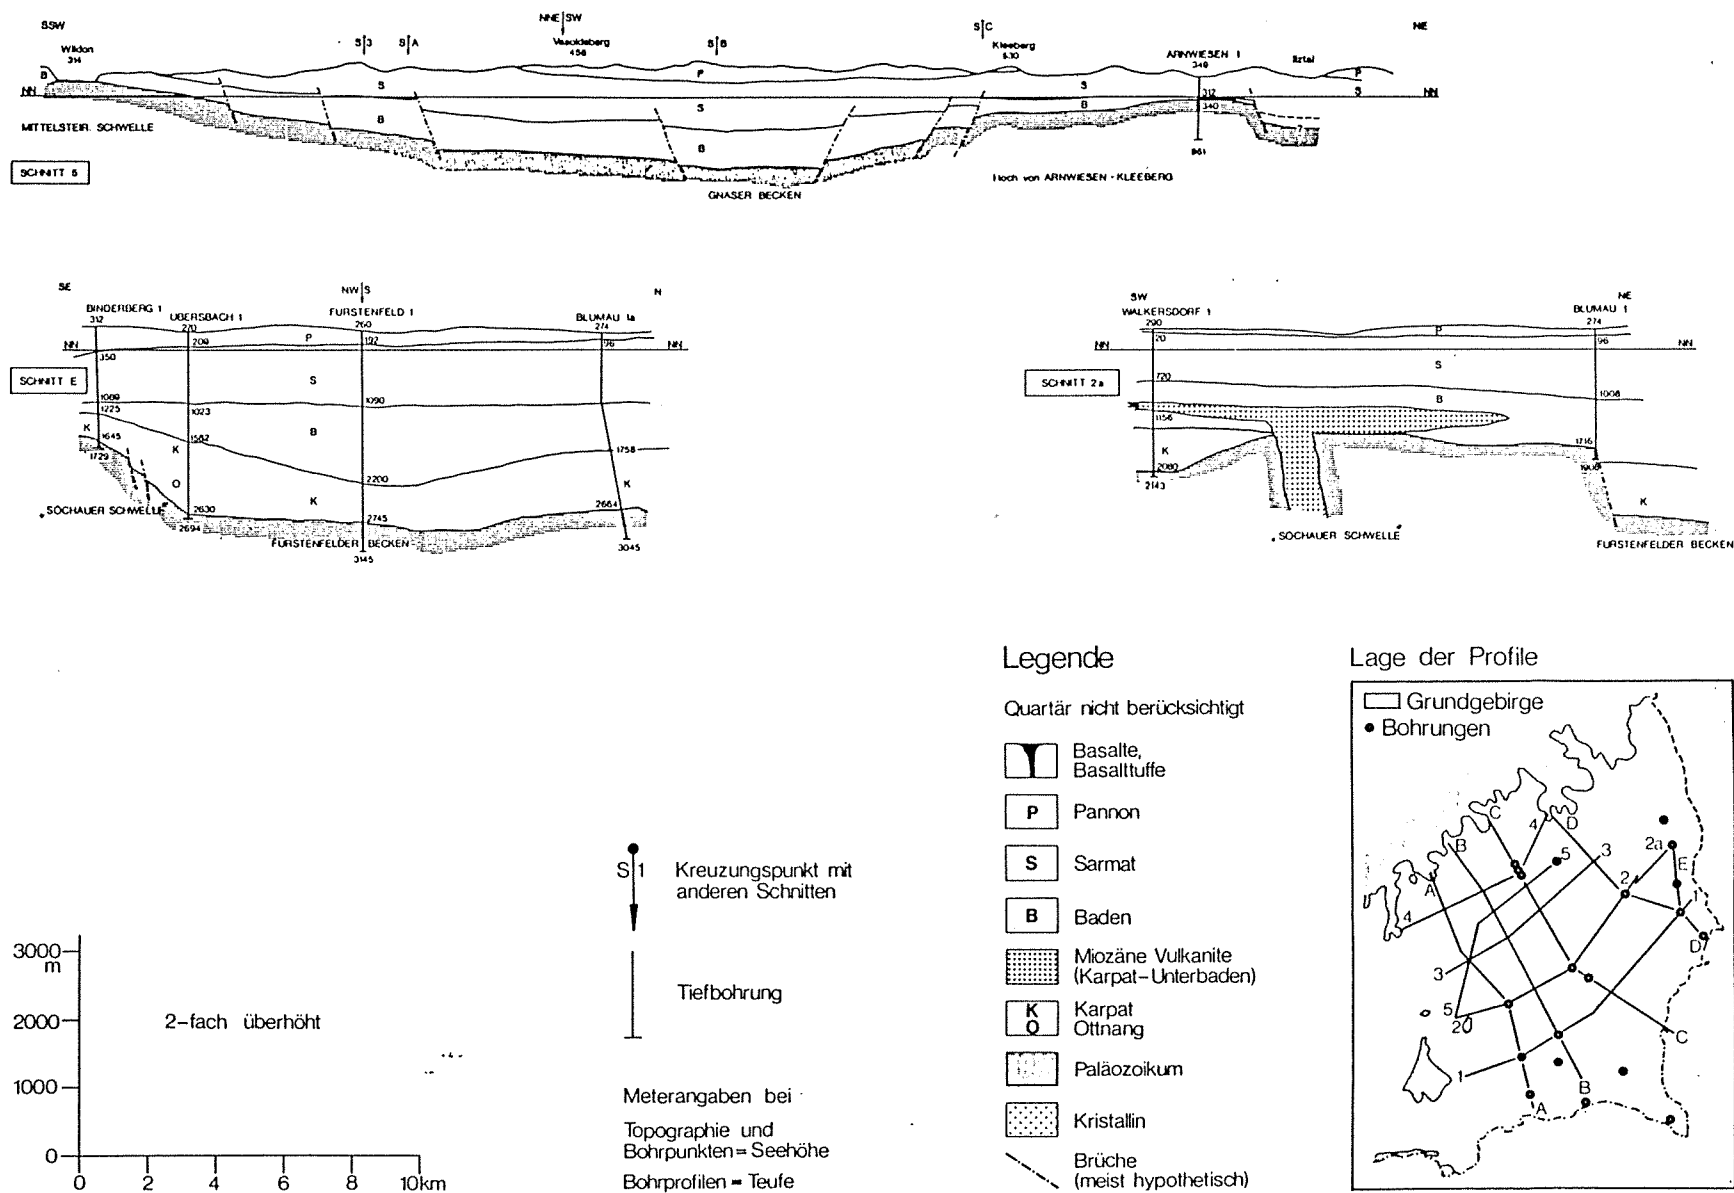 SSW
NNE SW
NE
Wildon
314
S 3
S A
Vasoldsberg
456
S B
S C
Kleeberg
530
ARNWIESEN 1
349
Ilztal
B
S
P
S
P
S
NN
NN
312
340
B
S
B
B
?
961
MITTELSTEIR. SCHWELLE
SCHNITT 5
GNASER BECKEN
Hoch von ARNWIESEN - KLEEBERG
SE
NW S
N
BINDERBERG 1
312
ÜBERSBACH 1
270
FÜRSTENFELD 1
260
BLUMAU 1a
274
NN
209
P
192
96
NN
350
SCHNITT E
S
1089
1225
1023
1090
K
1645
1582
B
1758
K
1729
O
2200
K
K
SÖCHAUER SCHWELLE
2630
2745
2664
2694
FÜRSTENFELDER BECKEN
3145
3045
SW
NE
WALKERSDORF 1
290
BLUMAU 1
274
P
20
96
NN
NN
SCHNITT 2a
S
720
B
1008
1156
K
1716
2080
1908
2143
K
SÖCHAUER SCHWELLE
FÜRSTENFELDER BECKEN
Legende
Quartär nicht berücksichtigt
Basalte,
Basalttuffe
P Pannon
S Sarmat
B Baden
Miozäne Vulkanite
(Karpat-Unterbaden)
K Karpat
O Ottnang
Paläozoikum
Kristallin
Brüche
(meist hypothetisch)
Lage der Profile
Grundgebirge
Bohrungen
C
4
D
B
5
3
2a
E
A
2
1
4
D
3
5
2
C
1
B
A
S 1 Kreuzungspunkt mit
anderen Schnitten
Tiefbohrung
Meterangaben bei
Topographie und
Bohrpunkten = Seehöhe
Bohrprofilen = Teufe
3000
m
2000
2-fach überhöht
1000
0
0 2 4 6 8 10km